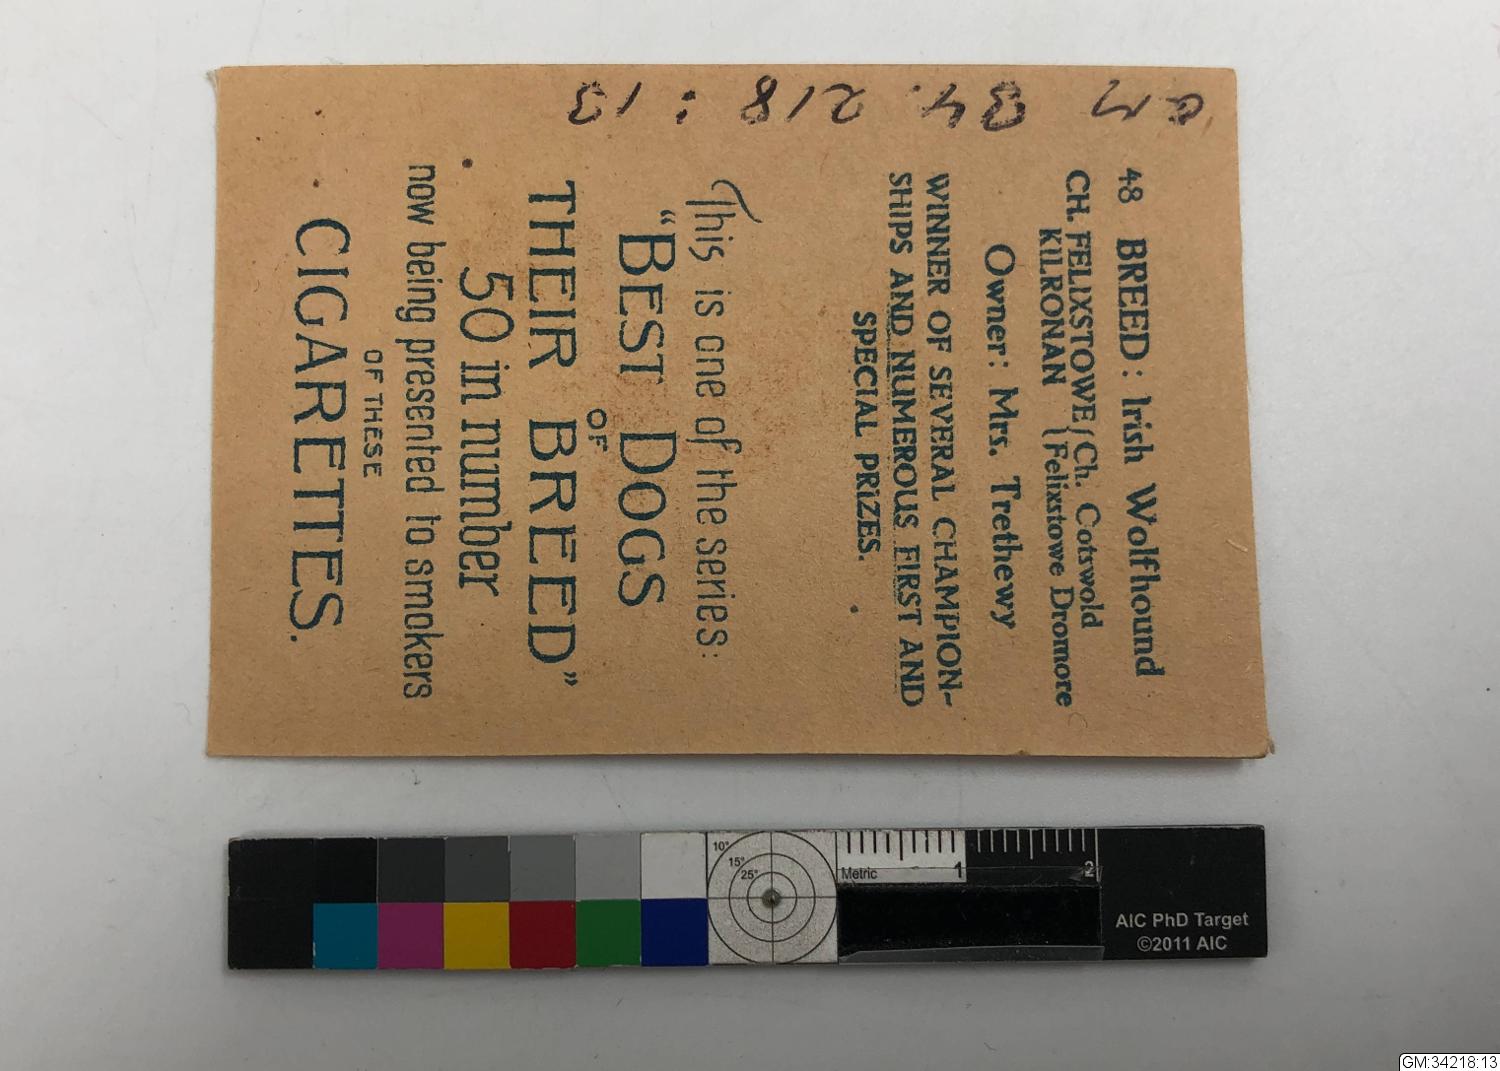 48 BREED: Irish Wolfhound
CH. FELIXSTOWE { Ch. Cotswold
KILRONAN { Felixstowe Dromore
Owner: Mrs. Trethewy
WINNER OF SEVERAL CHAMPION-
SHIPS AND NUMEROUS FIRST AND
SPECIAL PRIZES.
This is one of the series:
"BEST DOGS
OF
THEIR BREED"
50 in number
now being presented to smokers
OF THESE
CIGARETTES.
GM 34.218:13
10°
15°
25°
Metric
1
2
AIC PhD Target
©2011 AIC
GM:34218:13